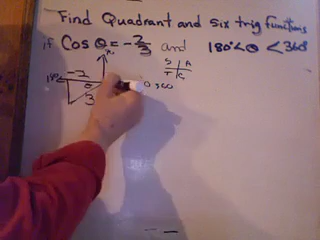 Find Quadrant and six trig functions
if Cos θ = -2/3 and 180°<θ<360°
S A
T C
-2
180
θ
0 360
3